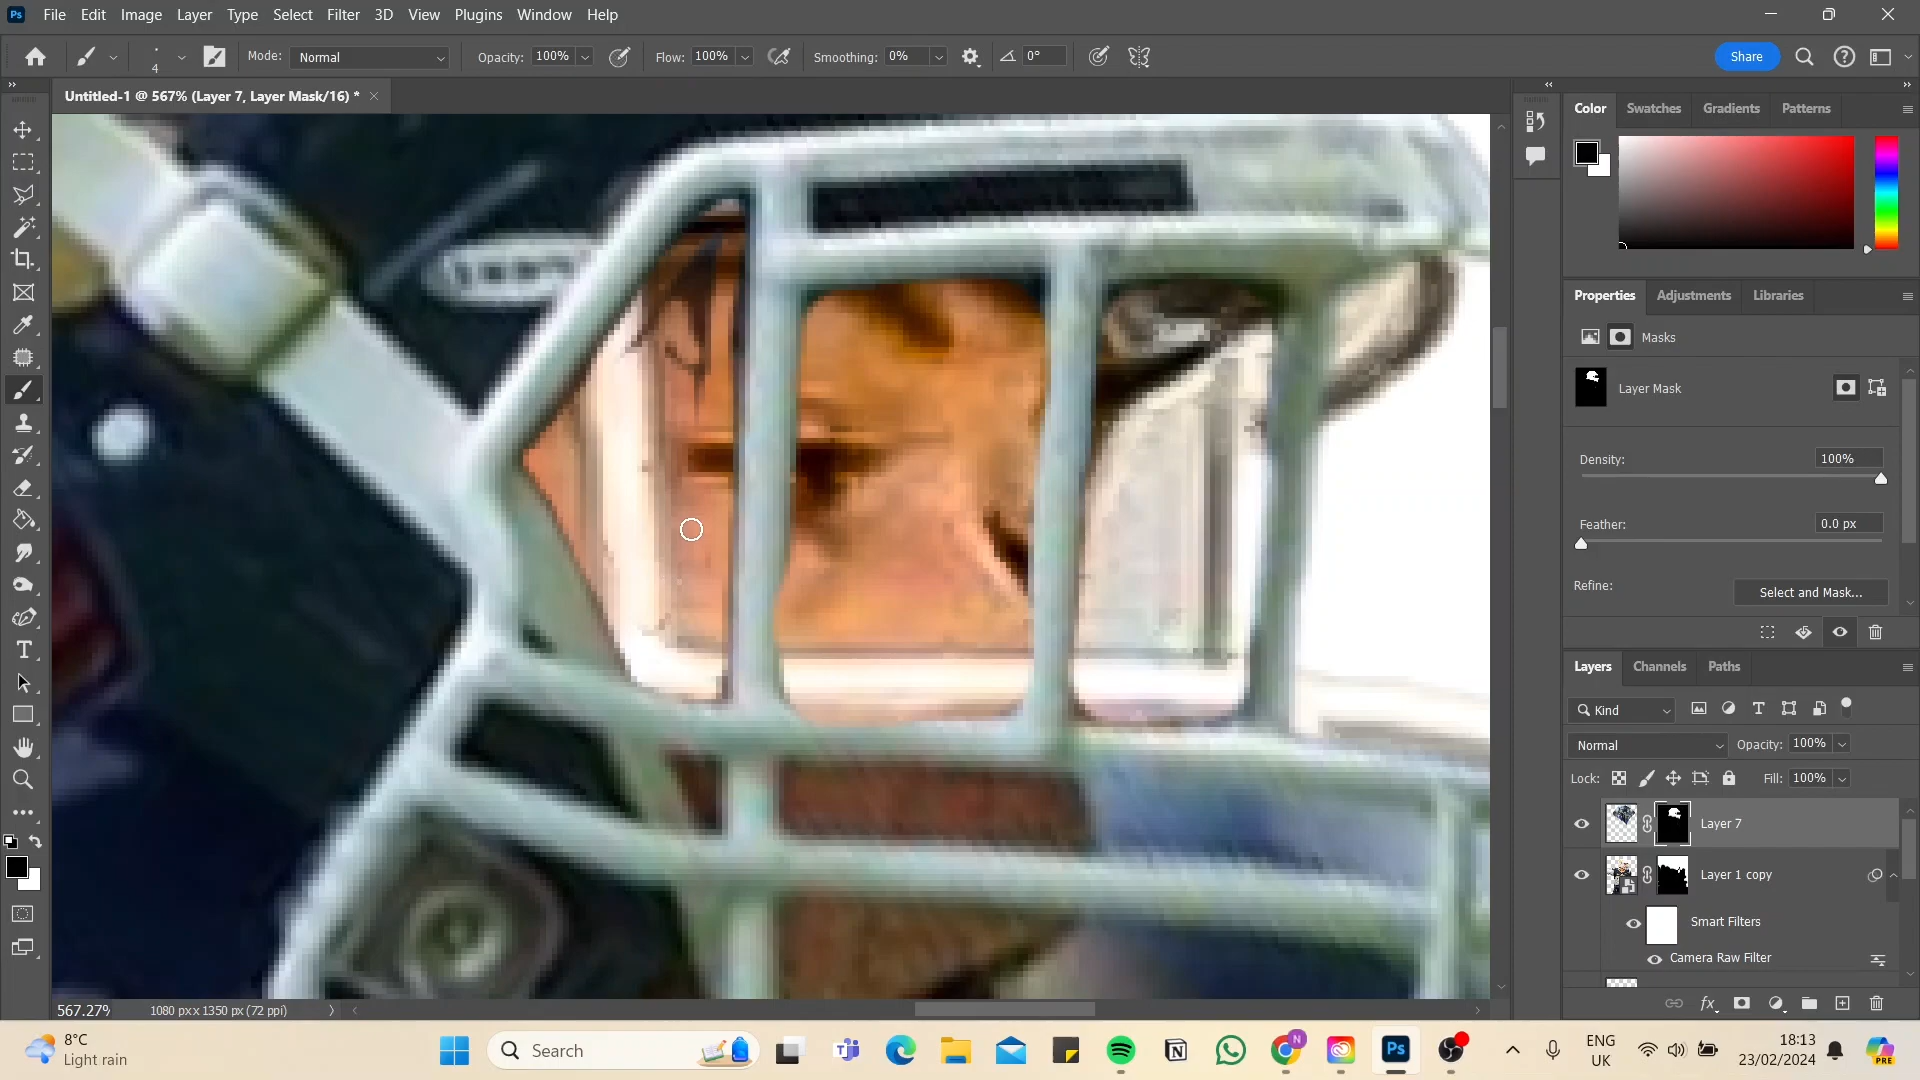 Ps File Edit Image Layer Type Select Filter 3D View Plugins Window Help
4 Mode: Normal Opacity: 100% Flow: 100% Smoothing: 0% 0° Share
Untitled-1 @ 567% (Layer 7, Layer Mask/16) *
Color Swatches Gradients Patterns
Properties Adjustments Libraries
Masks
Layer Mask
Density: 100%
Feather: 0.0 px
Refine: Select and Mask...
Layers Channels Paths
Kind
Normal Opacity: 100%
Lock: Fill: 100%
Layer 7
Layer 1 copy
Smart Filters
Camera Raw Filter
567.27% 1080 px x 1350 px (72 ppi)
8°C
Light rain
Search
N
Ps
ENG
UK
18:13
23/02/2024
PRE